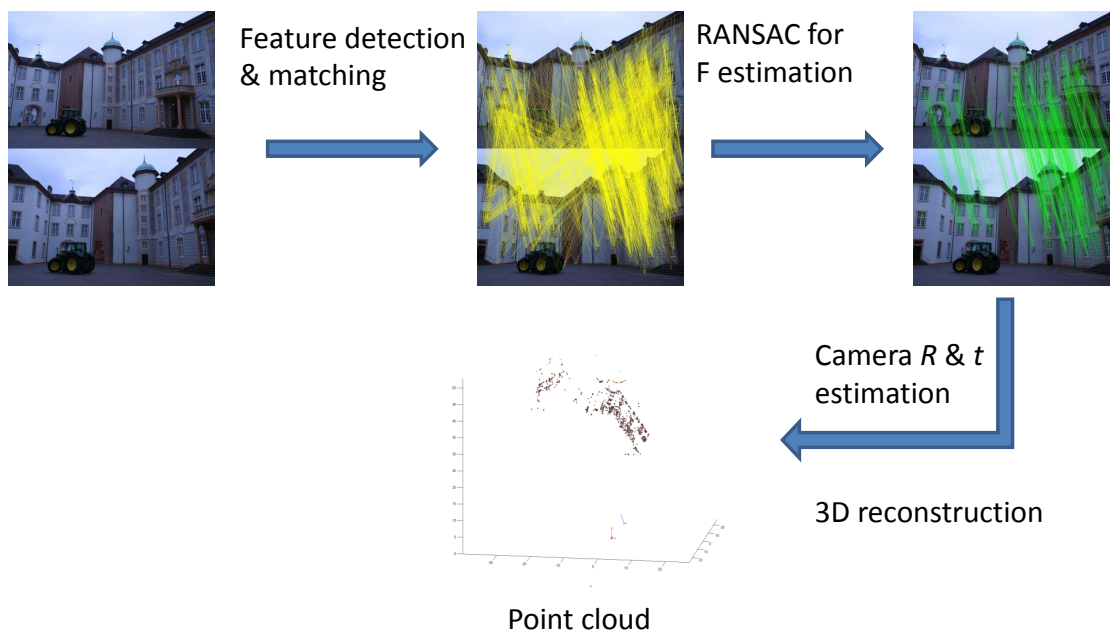 Feature detection
& matching
RANSAC for
F estimation
Camera R & t
estimation
3D reconstruction
Point cloud